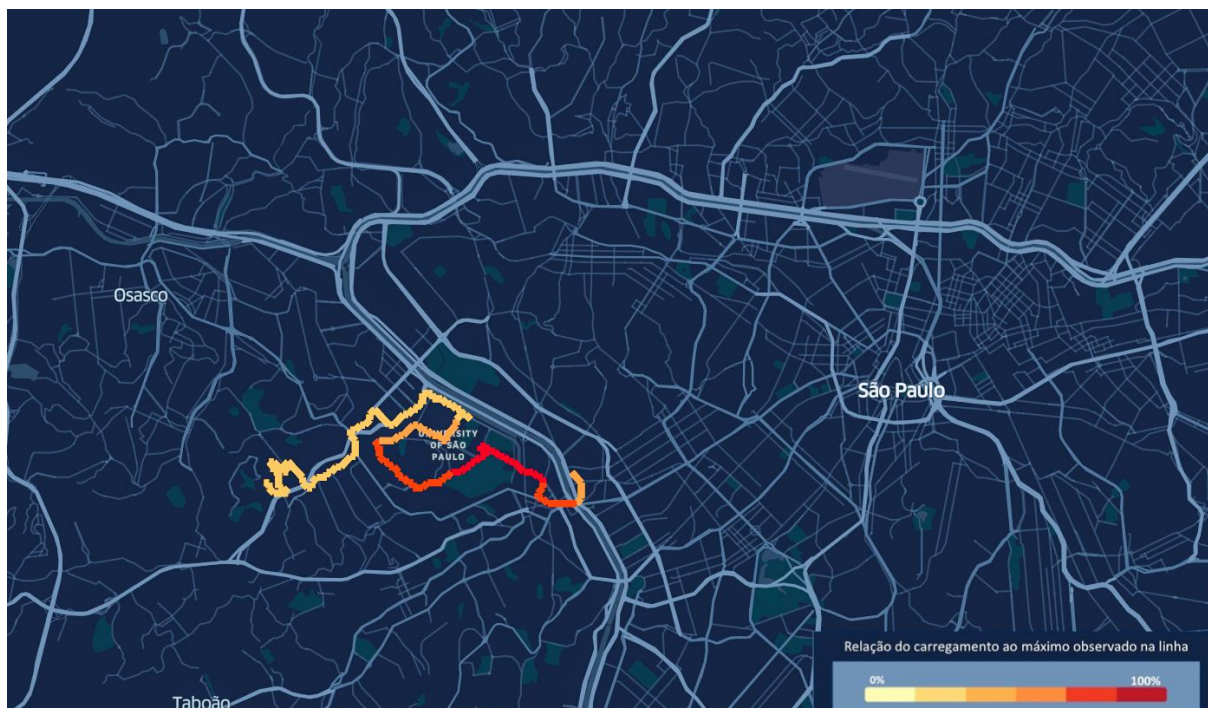 Osasco
São Paulo
UNIVERSITY
OF SÃO
PAULO
Taboão
Relação do carregamento ao máximo observado na linha
0%
100%